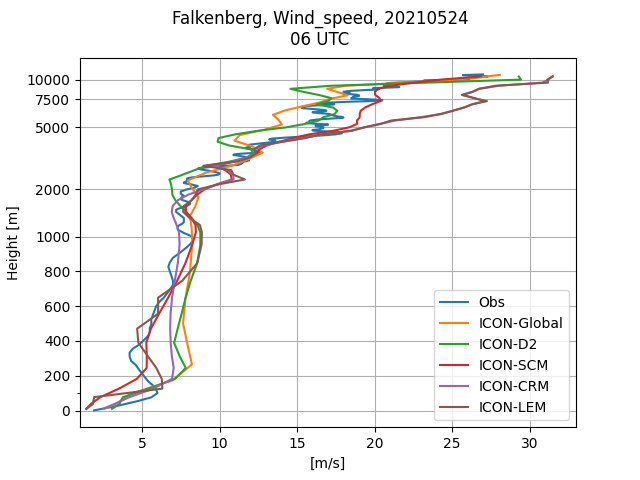 Falkenberg, Wind_speed, 20210524
06 UTC
Height [m]
10000
7500
5000
2000
1000
800
600
400
200
0
5
10
15
20
25
30
[m/s]
Obs
ICON-Global
ICON-D2
ICON-SCM
ICON-CRM
ICON-LEM